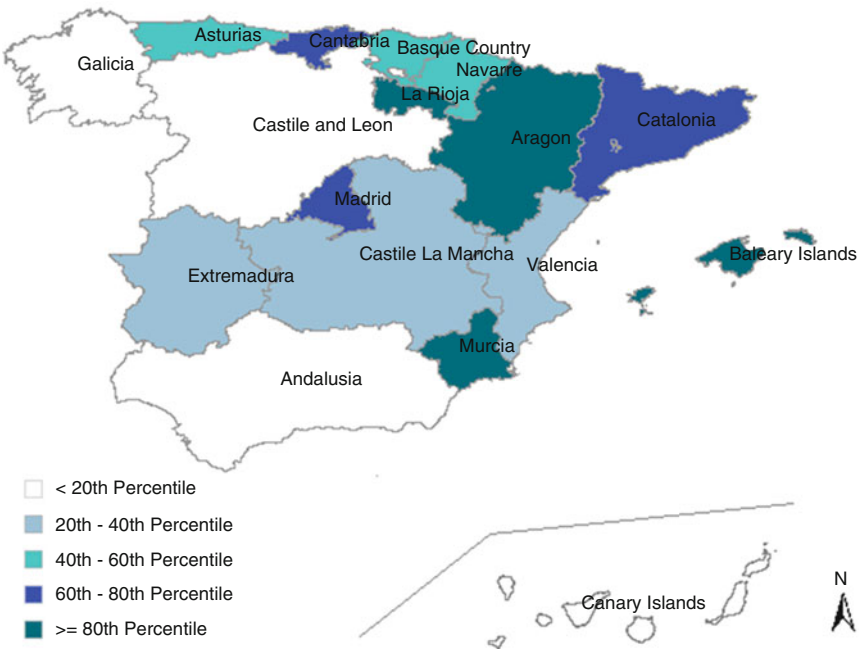 Asturias
Cantabria
Basque Country
Galicia
Navarre
La Rioja
Castile and Leon
Aragon
Catalonia
Madrid
Castile La Mancha
Valencia
Baleary Islands
Extremadura
Murcia
Andalusia
< 20th Percentile
20th - 40th Percentile
40th - 60th Percentile
60th - 80th Percentile
>= 80th Percentile
Canary Islands
N